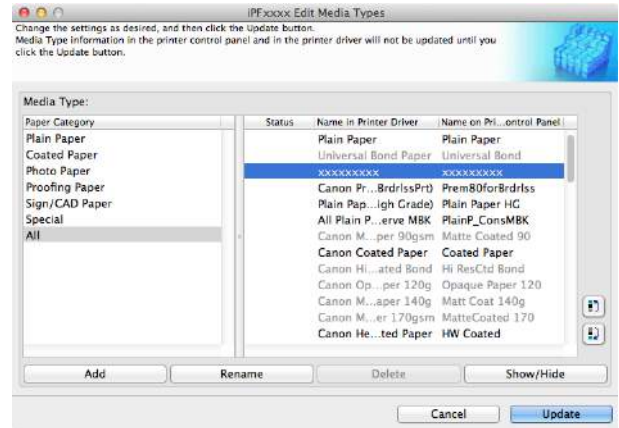 iPFxxxx Edit Media Types
Change the settings as desired, and then click the Update button.
Media Type information in the printer control panel and in the printer driver will not be updated until you
click the Update button.
Media Type:
Paper Category
Plain Paper
Coated Paper
Photo Paper
Proofing Paper
Sign/CAD Paper
Special
All
Status Name in Printer Driver Name on Pri...ontrol Panel
Plain Paper Plain Paper
Universal Bond Paper Universal Bond
xxxxxxxxx xxxxxxxxx
Canon Pr...BrdrlssPrt) Prem80forBrdrlss
Plain Pap...igh Grade) Plain Paper HG
All Plain P...erve MBK PlainP_ConsMBK
Canon M...per 90gsm Matte Coated 90
Canon Coated Paper Coated Paper
Canon Hi...ated Bond Hi ResCtd Bond
Canon Op...per 120g Opaque Paper 120
Canon M...aper 140g Matt Coat 140g
Canon M...er 170gsm MatteCoated 170
Canon He...ted Paper HW Coated
Add Rename Delete Show/Hide
Cancel Update